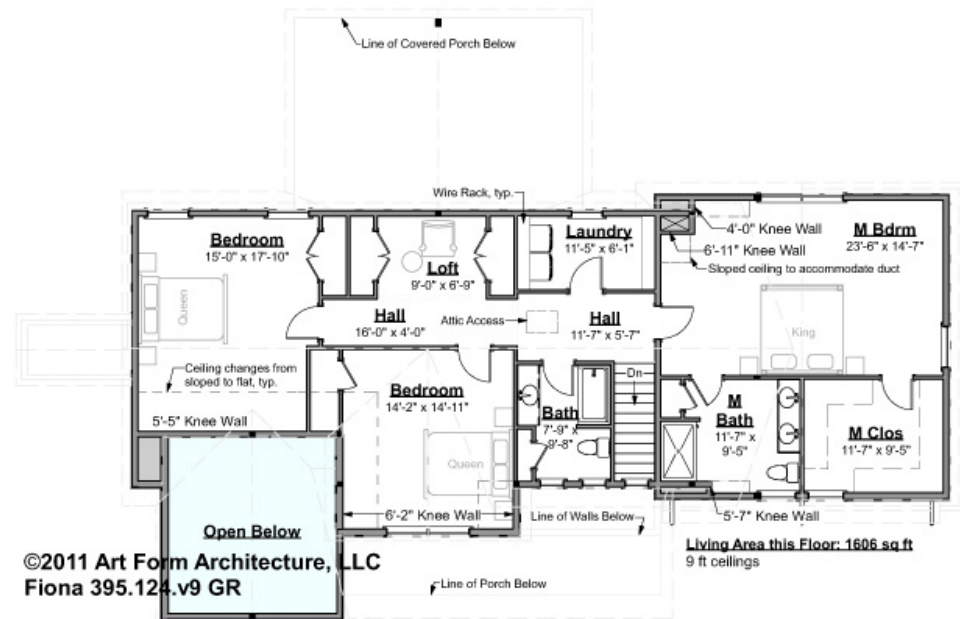 Line of Covered Porch Below
Wire Rack, typ.
Bedroom
15'-0" x 17'-10"
Loft
9'-0" x 6'-9"
Laundry
11'-5" x 6'-1"
4'-0" Knee Wall
M Bdrm
23'-6" x 14'-7"
6'-11" Knee Wall
Sloped ceiling to accommodate duct
Queen
Hall
16'-0" x 4'-0"
Attic Access
Hall
11'-7" x 5'-7"
King
Ceiling changes from
sloped to flat, typ.
5'-5" Knee Wall
Bedroom
14'-2" x 14'-11"
Queen
Dn
Bath
7'-9" x
9'-8"
M
Bath
11'-7" x
9'-5"
M Clos
11'-7" x 9'-5"
6'-2" Knee Wall
5'-7" Knee Wall
Open Below
Line of Walls Below
Living Area this Floor: 1606 sq ft
9 ft ceilings
©2011 Art Form Architecture, LLC
Fiona 395.124.v9 GR
Line of Porch Below